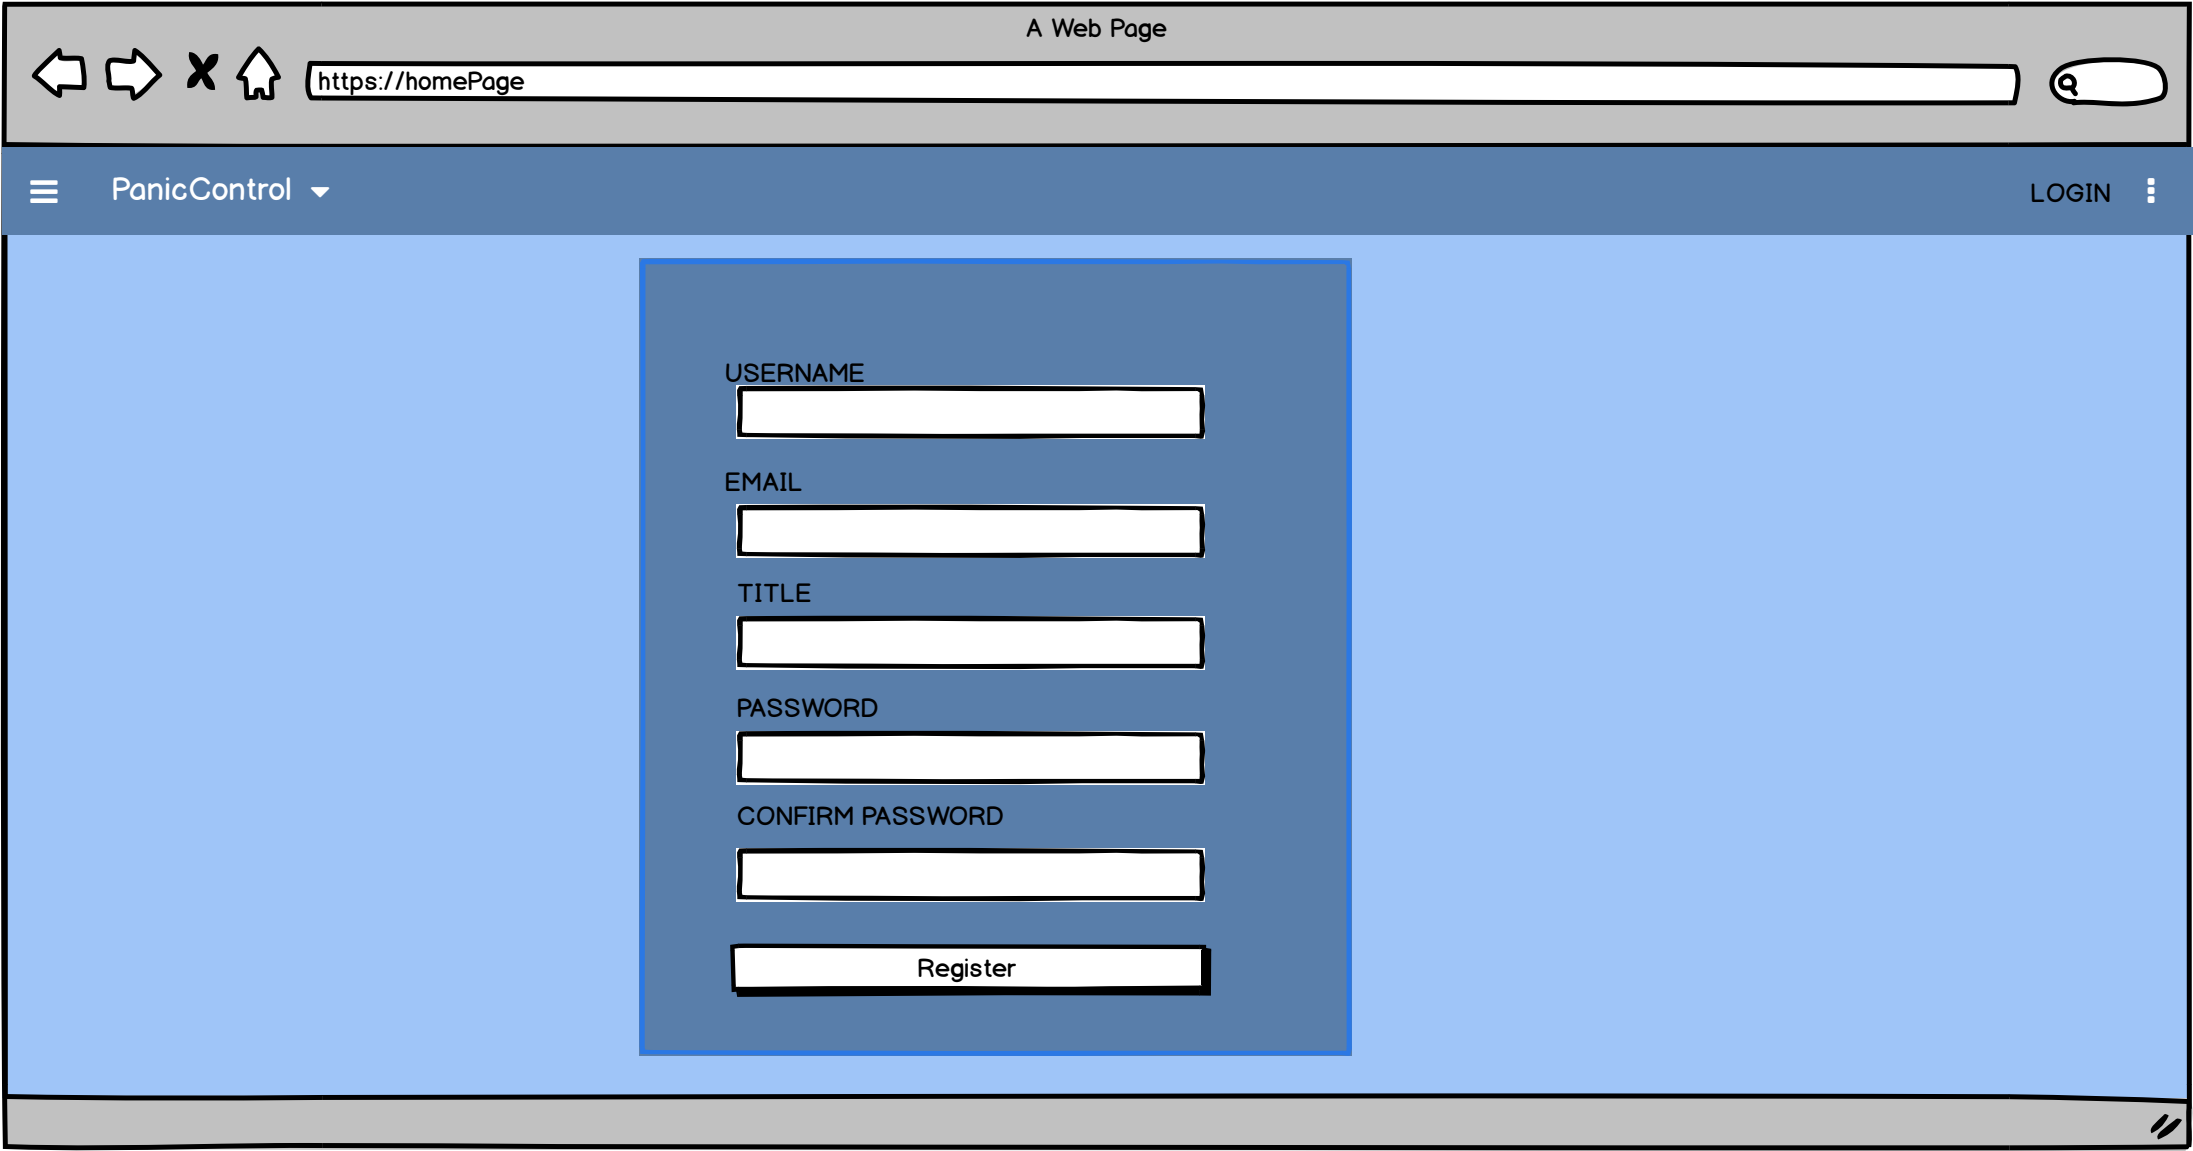 A Web Page
https://homePage
PanicControl
LOGIN
USERNAME
EMAIL
TITLE
PASSWORD
CONFIRM PASSWORD
Register